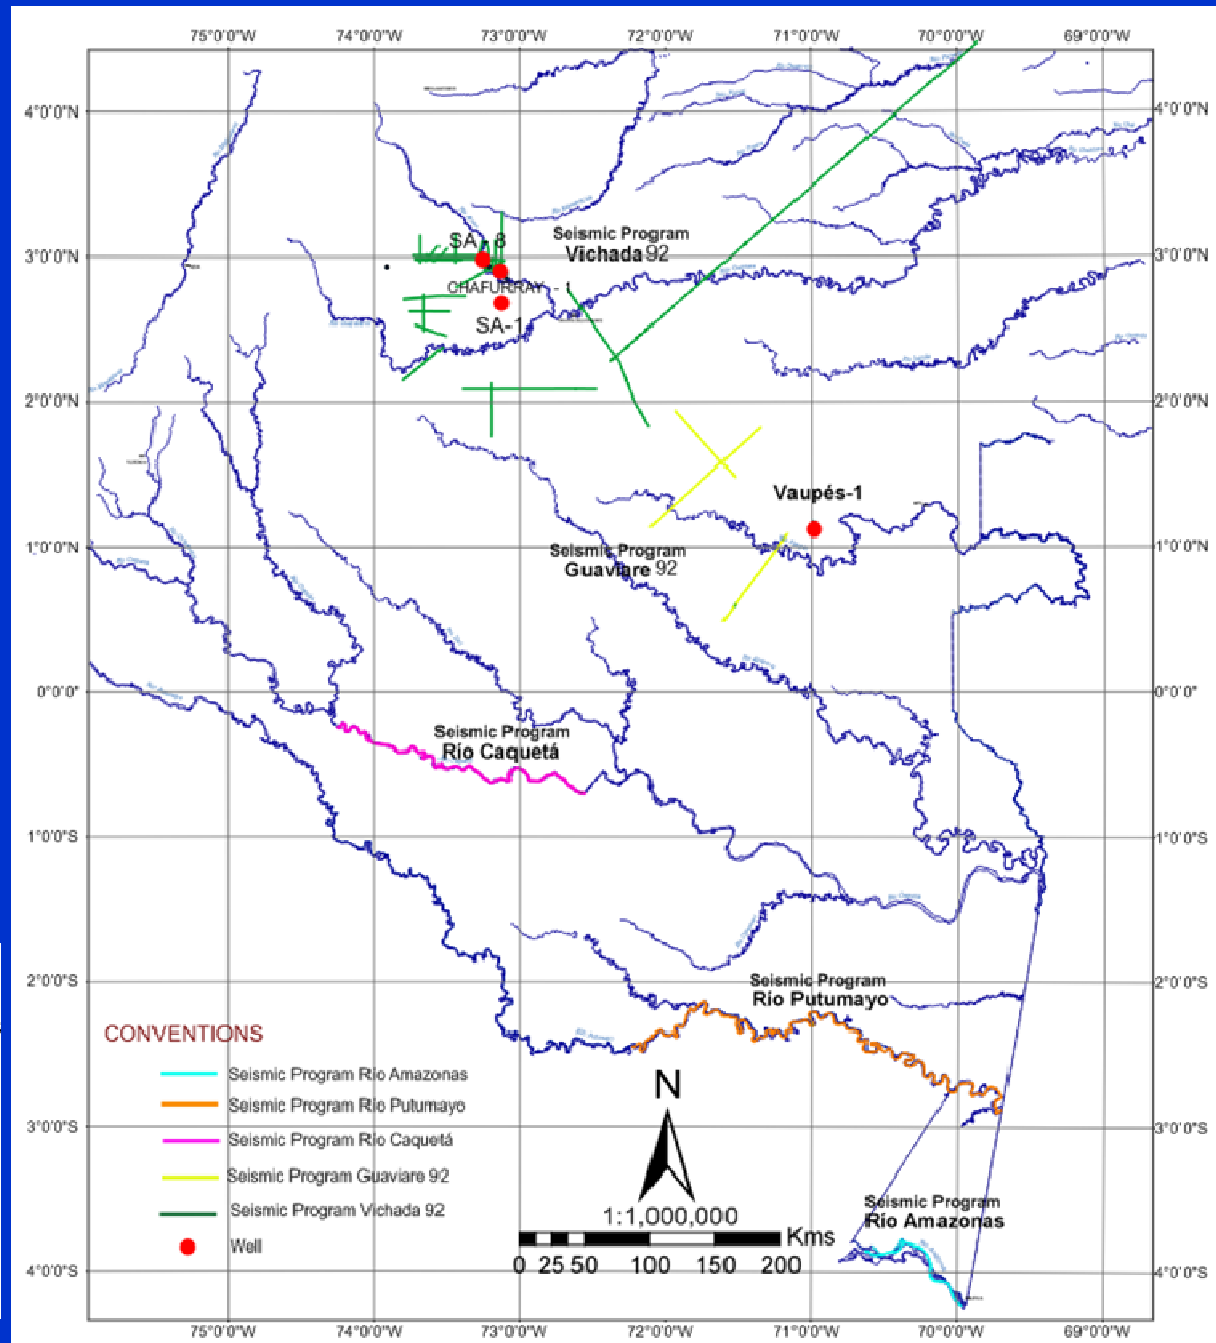 75°0'0"W 74°0'0"W 73°0'0"W 72°0'0"W 71°0'0"W 70°0'0"W 69°0'0"W
4°0'0"N 4°0'0"N
Seismic Program
Vichada 92
SA - 8
3°0'0"N 3°0'0"N
CHAFURRAY - 1
SA-1
2°0'0"N 2°0'0"N
Vaupés-1
Seismic Program
Guaviare 92
1°0'0"N 1°0'0"N
0°0'0" 0°0'0"
Seismic Program
Río Caquetá
1°0'0"S 1°0'0"S
Seismic Program
Río Putumayo
2°0'0"S 2°0'0"S
CONVENTIONS
Seismic Program Río Amazonas
Seismic Program Río Putumayo
Seismic Program Río Caquetá
Seismic Program Guaviare 92
Seismic Program Vichada 92
Well
N
1:1,000,000
Kms
0 25 50 100 150 200
3°0'0"S 3°0'0"S
Seismic Program
Río Amazonas
4°0'0"S 4°0'0"S
75°0'0"W 74°0'0"W 73°0'0"W 72°0'0"W 71°0'0"W 70°0'0"W 69°0'0"W